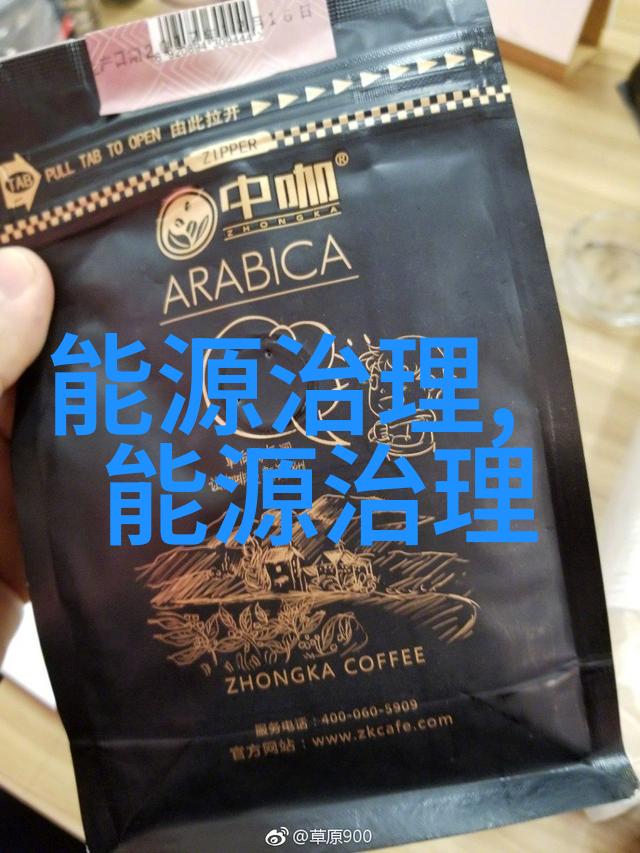 PULL TAB TO OPEN 由此拉开
TAB
ZIPPER
中咖®
ZHONGKA
ARABICA
能源治理,
能源治理
ZHONGKA COFFEE
服务电话：400-060-5909
官方网站：www.zkcafe.com
@草原900